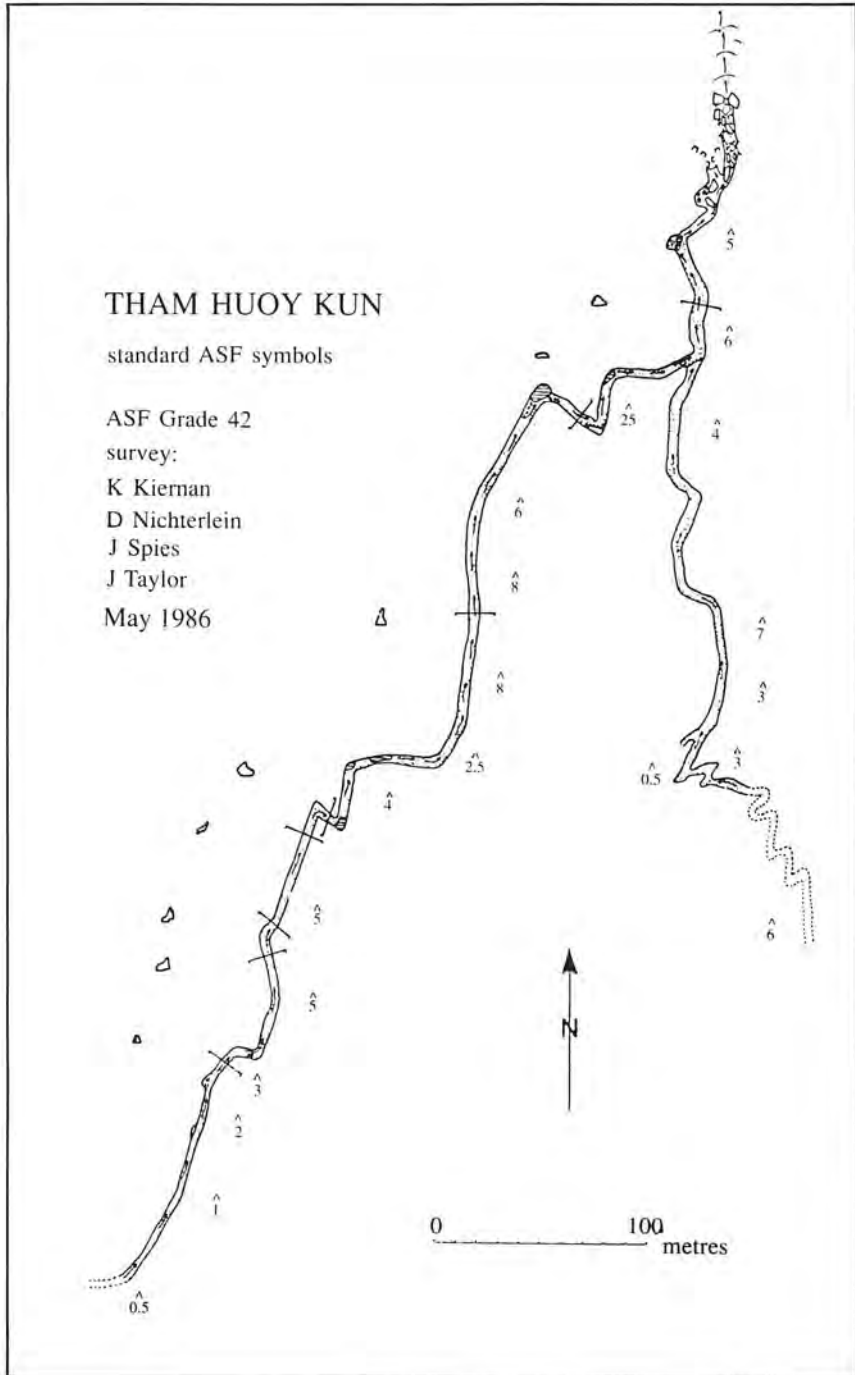 THAM HUOY KUN
standard ASF symbols
ASF Grade 42
survey:
K Kiernan
D Nichterlein
J Spies
J Taylor
May 1986
5
6
25
4
6
8
7
8
3
2.5
0.5
3
4
5
6
5
3
2
1
0.5
N
0 100
metres